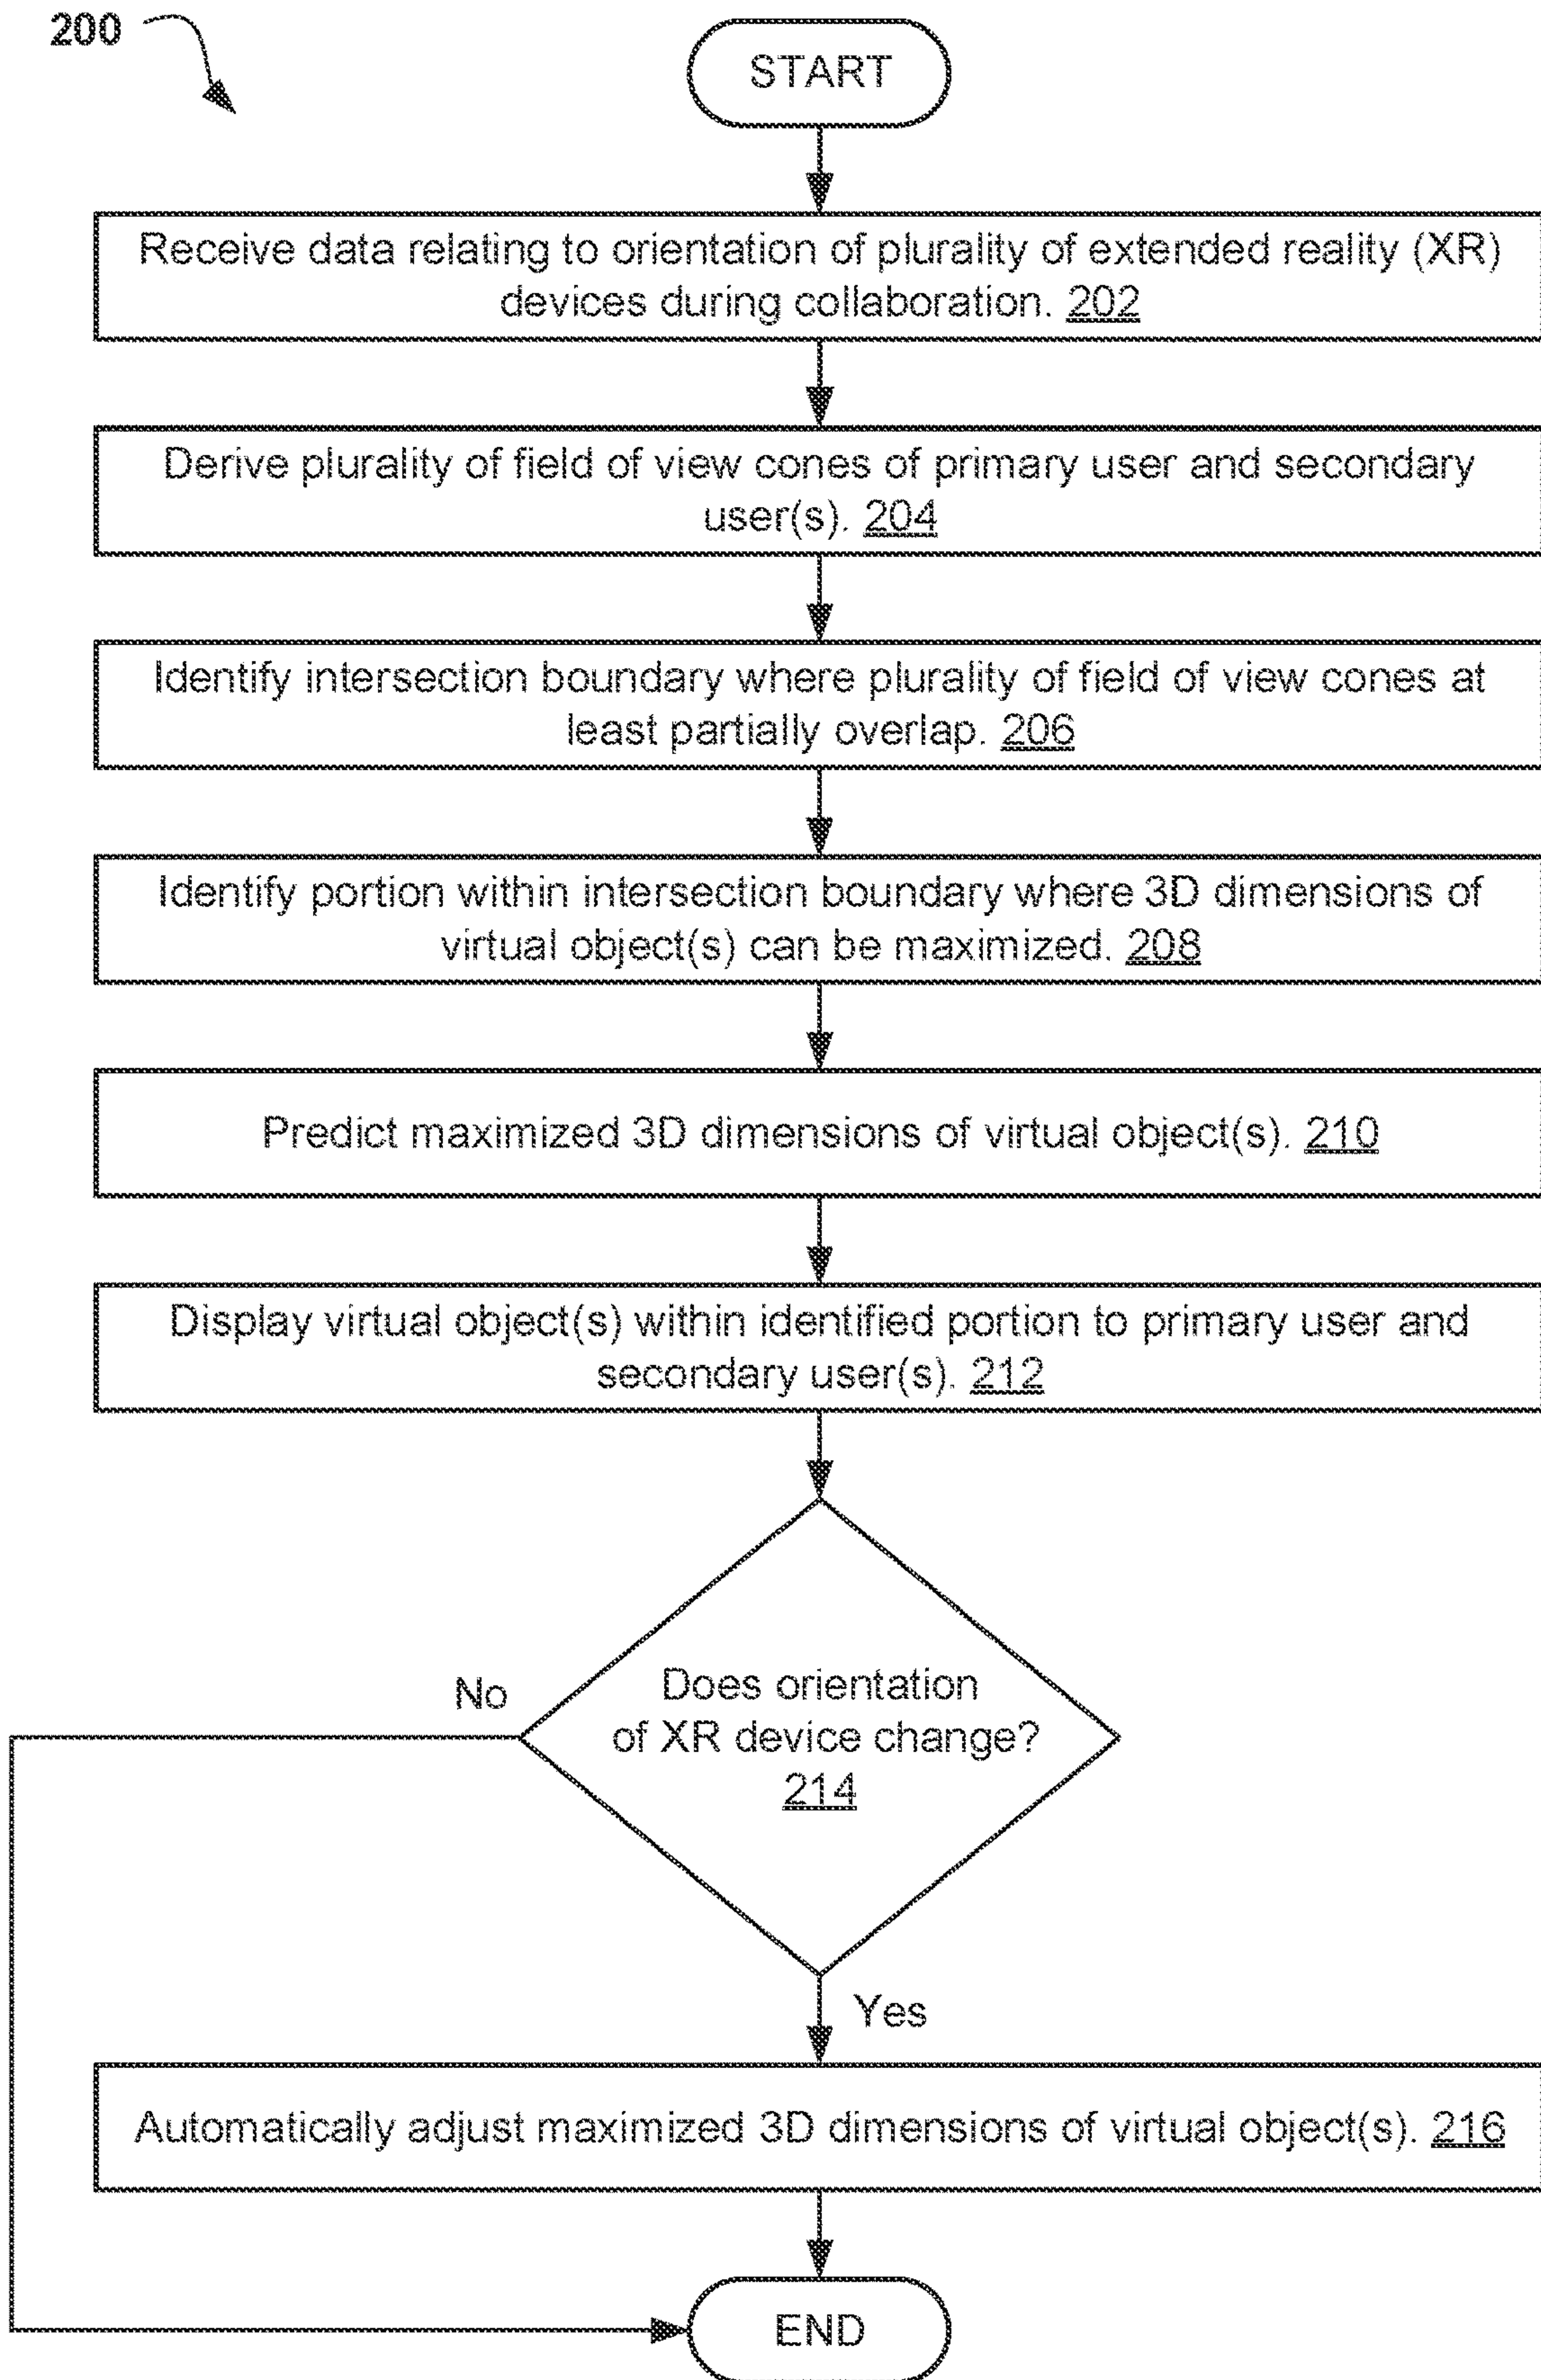 200
START
Receive data relating to orientation of plurality of extended reality (XR)
devices during collaboration. 202
Derive plurality of field of view cones of primary user and secondary
user(s). 204
Identify intersection boundary where plurality of field of view cones at
least partially overlap. 206
Identify portion within intersection boundary where 3D dimensions of
virtual object(s) can be maximized. 208
Predict maximized 3D dimensions of virtual object(s). 210
Display virtual object(s) within identified portion to primary user and
secondary user(s). 212
No
Does orientation
of XR device change?
214
Yes
Automatically adjust maximized 3D dimensions of virtual object(s). 216
END